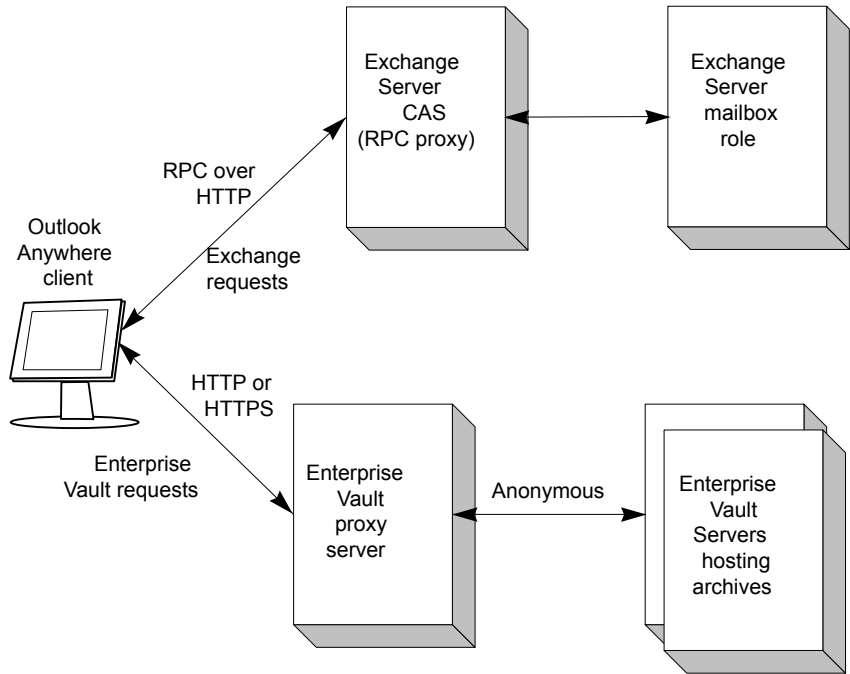 Exchange
Server
CAS
(RPC proxy)
Exchange
Server
mailbox
role
RPC over
HTTP
Exchange
requests
Outlook
Anywhere
client
HTTP or
HTTPS
Enterprise
Vault requests
Enterprise
Vault
proxy
server
Anonymous
Enterprise
Vault
Servers
hosting
archives